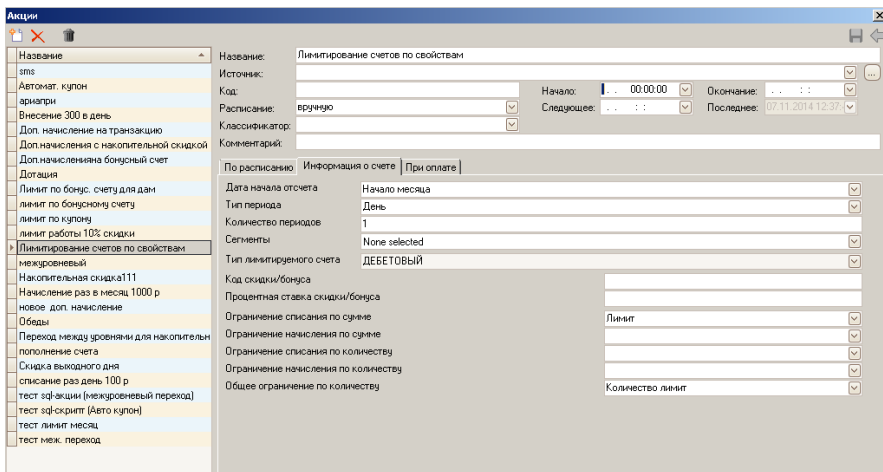 Акции
Название
sms
Автомат. купон
ариапри
Внесение 300 в день
Доп. начисление на транзакцию
Доп.начисления с накопительной скидкой
Доп.начисленияна бонусный счет
Дотация
Лимит по бонус. счету для дам
лимит по бонусному счету
лимит по купону
лимит работы 10% скидки
Лимитирование счетов по свойствам
межуровневый
Накопительная скидка111
Начисление раз в месяц 1000 р
новое доп. начисление
Обеды
Переход между уровнями для накопительн
пополнение счета
Скидка выходного дня
списание раз день 100 р
тест sql-акции (межуровневый переход)
тест sql-скрипт (Авто купон)
тест лимит месяц
тест меж. переход
Название: Лимитирование счетов по свойствам
Источник: ...
Код: Начало: . . 00:00:00 Окончание: . . : :
Расписание: вручную Следующее: . . : : Последнее: 07.11.2014 12:37:
Классификатор:
Комментарий:
По расписанию Информация о счете При оплате
Дата начала отсчета Начало месяца
Тип периода День
Количество периодов 1
Сегменты None selected
Тип лимитируемого счета ДЕБЕТОВЫЙ
Код скидки/бонуса
Процентная ставка скидки/бонуса
Ограничение списания по сумме Лимит
Ограничение начисления по сумме
Ограничение списания по количеству
Ограничение начисления по количеству
Общее ограничение по количеству Количество лимит